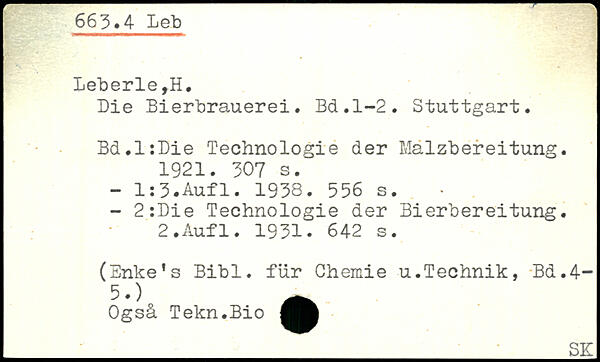 663.4 Leb
Leberle,H.
Die Bierbrauerei. Bd.1-2. Stuttgart.
Bd.1:Die Technologie der Malzbereitung.
1921. 307 s.
- 1:3.Aufl. 1938. 556 s.
- 2:Die Technologie der Bierbereitung.
2.Aufl. 1931. 642 s.
(Enke's Bibl. für Chemie u.Technik, Bd.4-
5.)
Også Tekn.Bio
SK